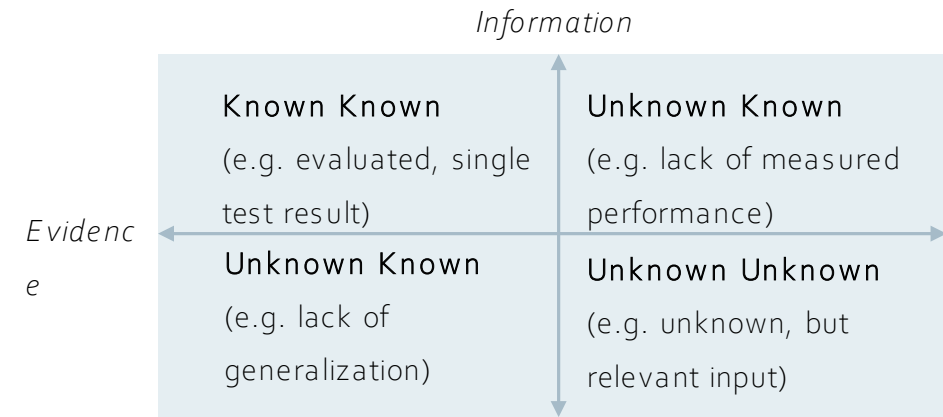 Information
Known Known
(e.g. evaluated, single
test result)
Unknown Known
(e.g. lack of measured
performance)
Evidenc
e
Unknown Known
(e.g. lack of
generalization)
Unknown Unknown
(e.g. unknown, but
relevant input)